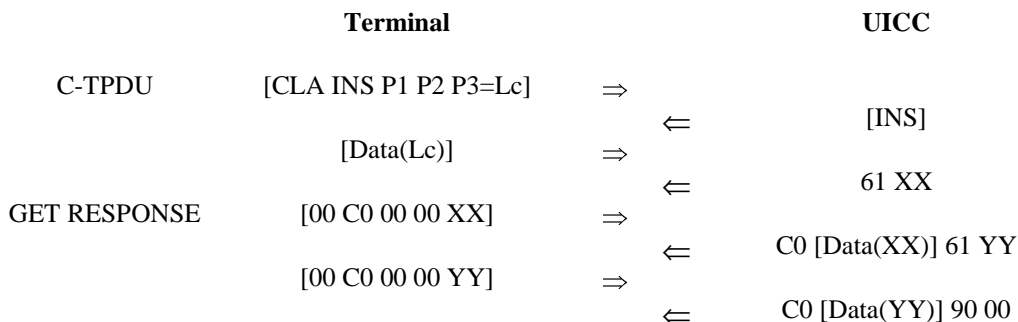 Terminal UICC
C-TPDU [CLA INS P1 P2 P3=Lc] ⇒
⇐ [INS]
[Data(Lc)] ⇒
⇐ 61 XX
GET RESPONSE [00 C0 00 00 XX] ⇒
⇐ C0 [Data(XX)] 61 YY
[00 C0 00 00 YY] ⇒
⇐ C0 [Data(YY)] 90 00